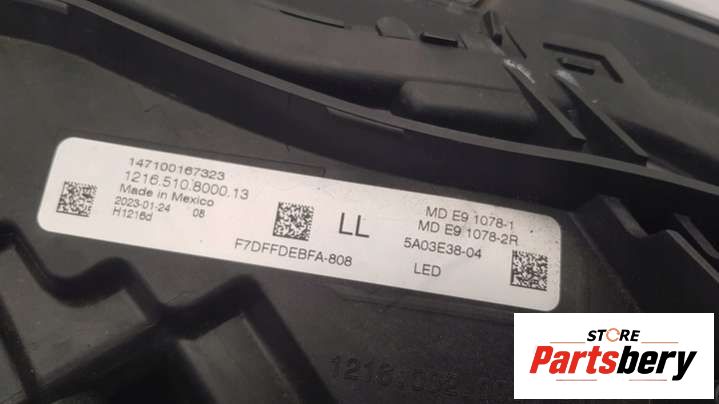 147100167323
1216.510.8000.13
Made in Mexico
2023-01-24 08
H1216d
F7DFFDEBFA-808
LL
MD E9 1078-1
MD E9 1078-2R
5A03E38-04
LED
STORE
Partsbery